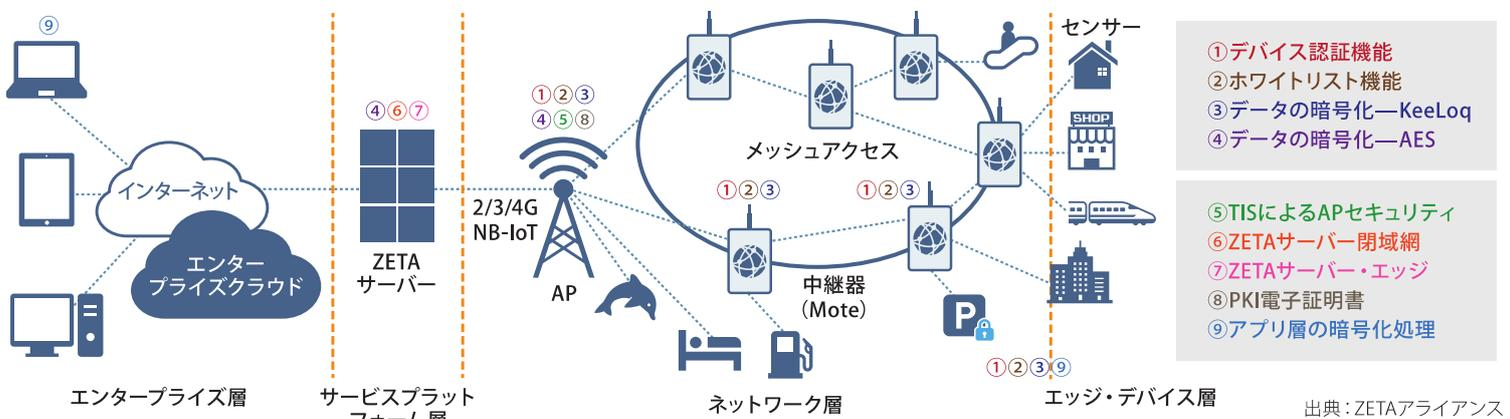 ⑨
インターネット
エンター
プライズクラウド
エンタープライズ層
④⑥⑦
ZETA
サーバー
サービスプラット
フォーム層
①②③
④⑤⑧
2/3/4G
NB-IoT
AP
メッシュアクセス
①②③
①②③
中継器
（Mote）
P
ネットワーク層
センサー
SHOP
①②③⑨
エッジ・デバイス層
①デバイス認証機能
②ホワイトリスト機能
③データの暗号化—KeeLoq
④データの暗号化—AES
⑤TISによるAPセキュリティ
⑥ZETAサーバー閉域網
⑦ZETAサーバー・エッジ
⑧PKI電子証明書
⑨アプリ層の暗号化処理
出典：ZETAアライアンス